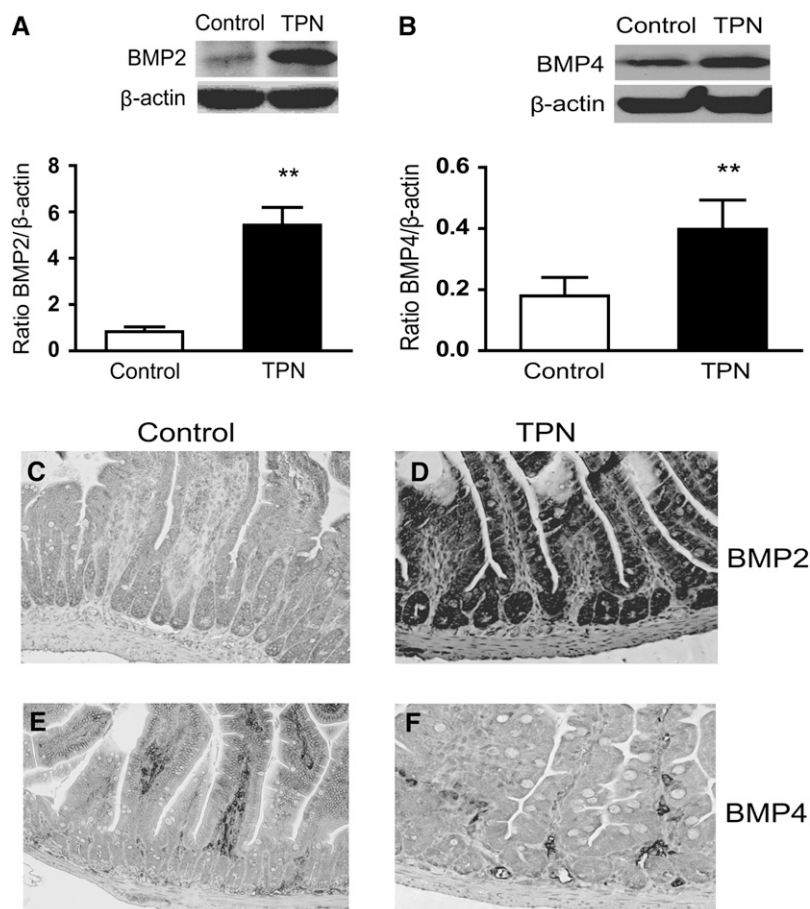 A
Control TPN
BMP2
β-actin
Ratio BMP2/β-actin
8
6
4
2
0
**
Control
TPN
B
Control TPN
BMP4
β-actin
Ratio BMP4/β-actin
0.6
0.4
0.2
0.0
**
Control
TPN
Control
TPN
C
D
BMP2
E
F
BMP4